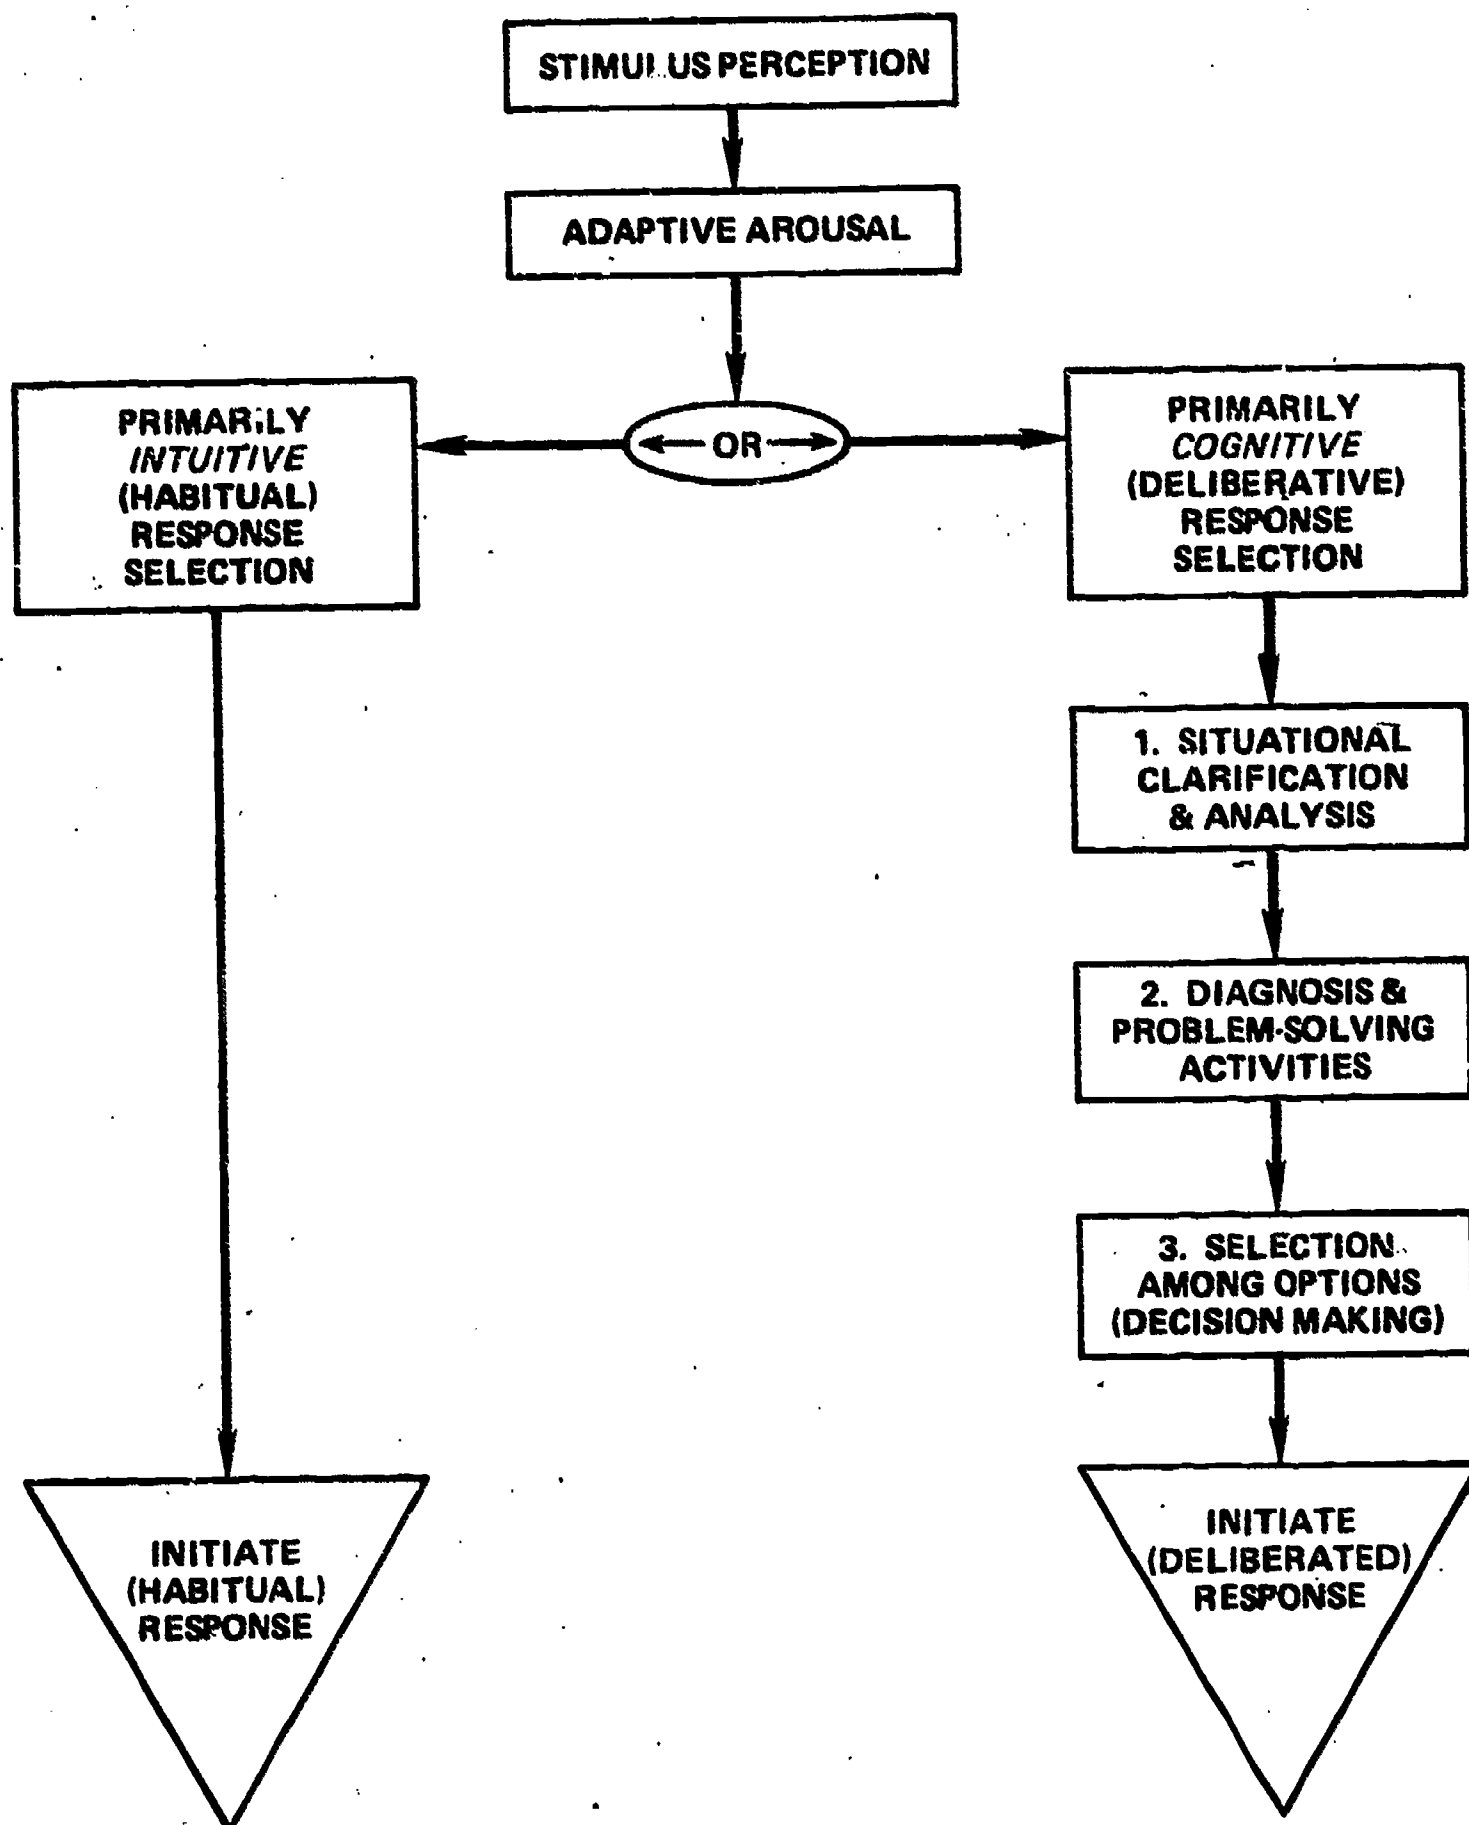 STIMULUS PERCEPTION
ADAPTIVE AROUSAL
OR
PRIMARILY
INTUITIVE
(HABITUAL)
RESPONSE
SELECTION
PRIMARILY
COGNITIVE
(DELIBERATIVE)
RESPONSE
SELECTION
1. SITUATIONAL
CLARIFICATION
& ANALYSIS
2. DIAGNOSIS &
PROBLEM-SOLVING
ACTIVITIES
3. SELECTION
AMONG OPTIONS
(DECISION MAKING)
INITIATE
(HABITUAL)
RESPONSE
INITIATE
(DELIBERATED)
RESPONSE